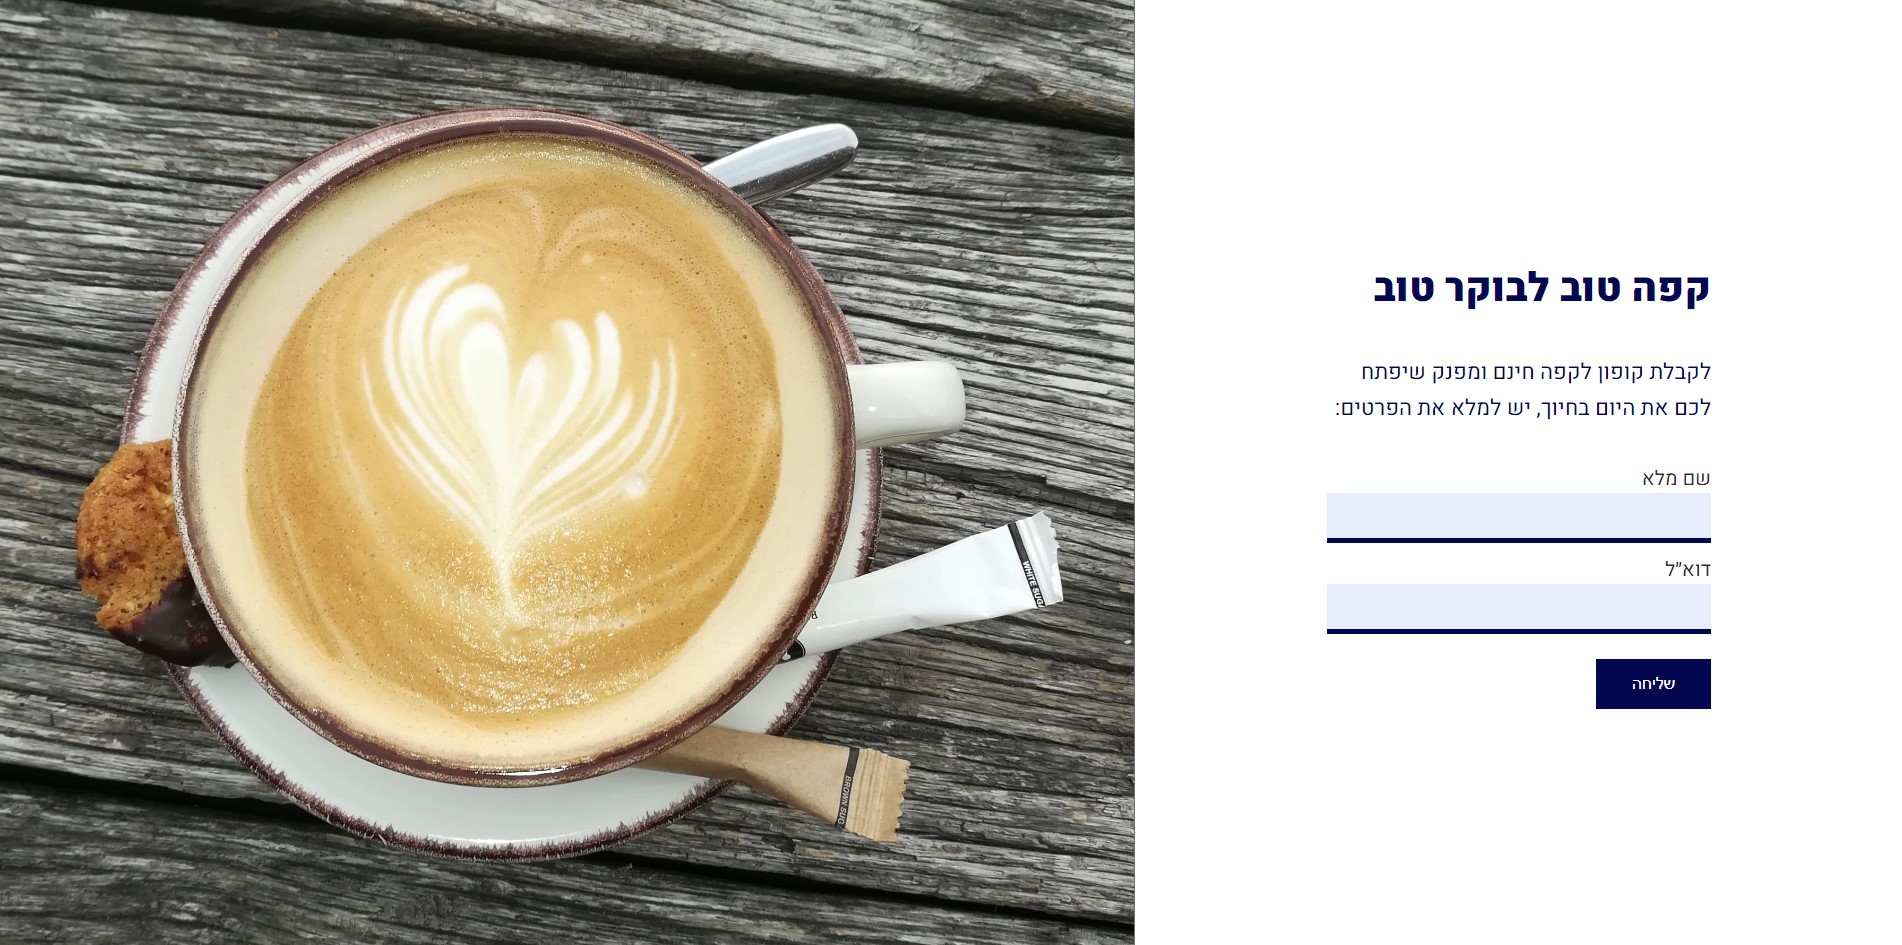 קפה טוב לבוקר טוב
לקבלת קופון לקפה חינם ומפנק שיפתח
לכם את היום בחיוך, יש למלא את הפרטים:
שם מלא
דוא״ל
שליחה
WHITE SUGA
BROWN SUG